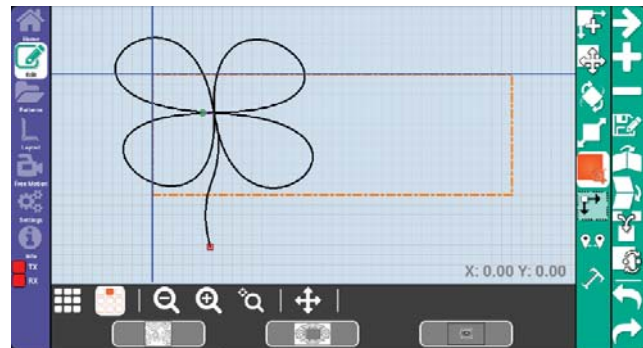 Home
Edit
Patterns
Layout
Free Motion
Settings
Info
TX
RX
X: 0.00 Y: 0.00